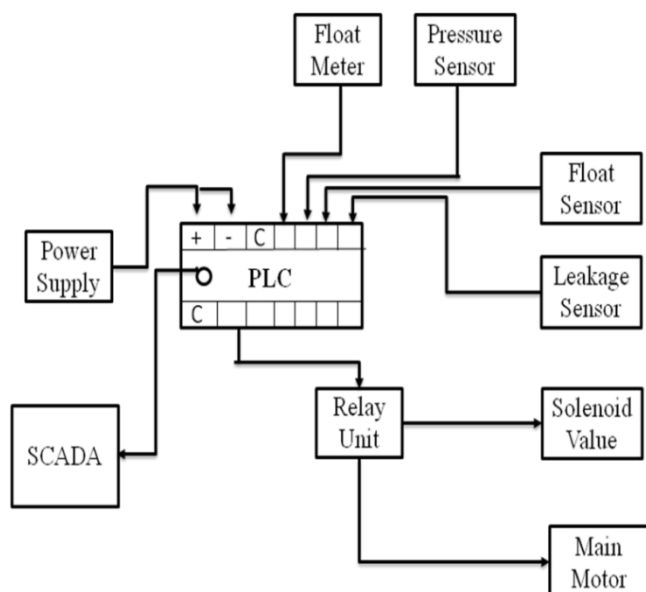 Float
Meter
Pressure
Sensor
Float
Sensor
+ - C
Power
Supply
PLC
Leakage
Sensor
C
Relay
Unit
Solenoid
Value
SCADA
Main
Motor